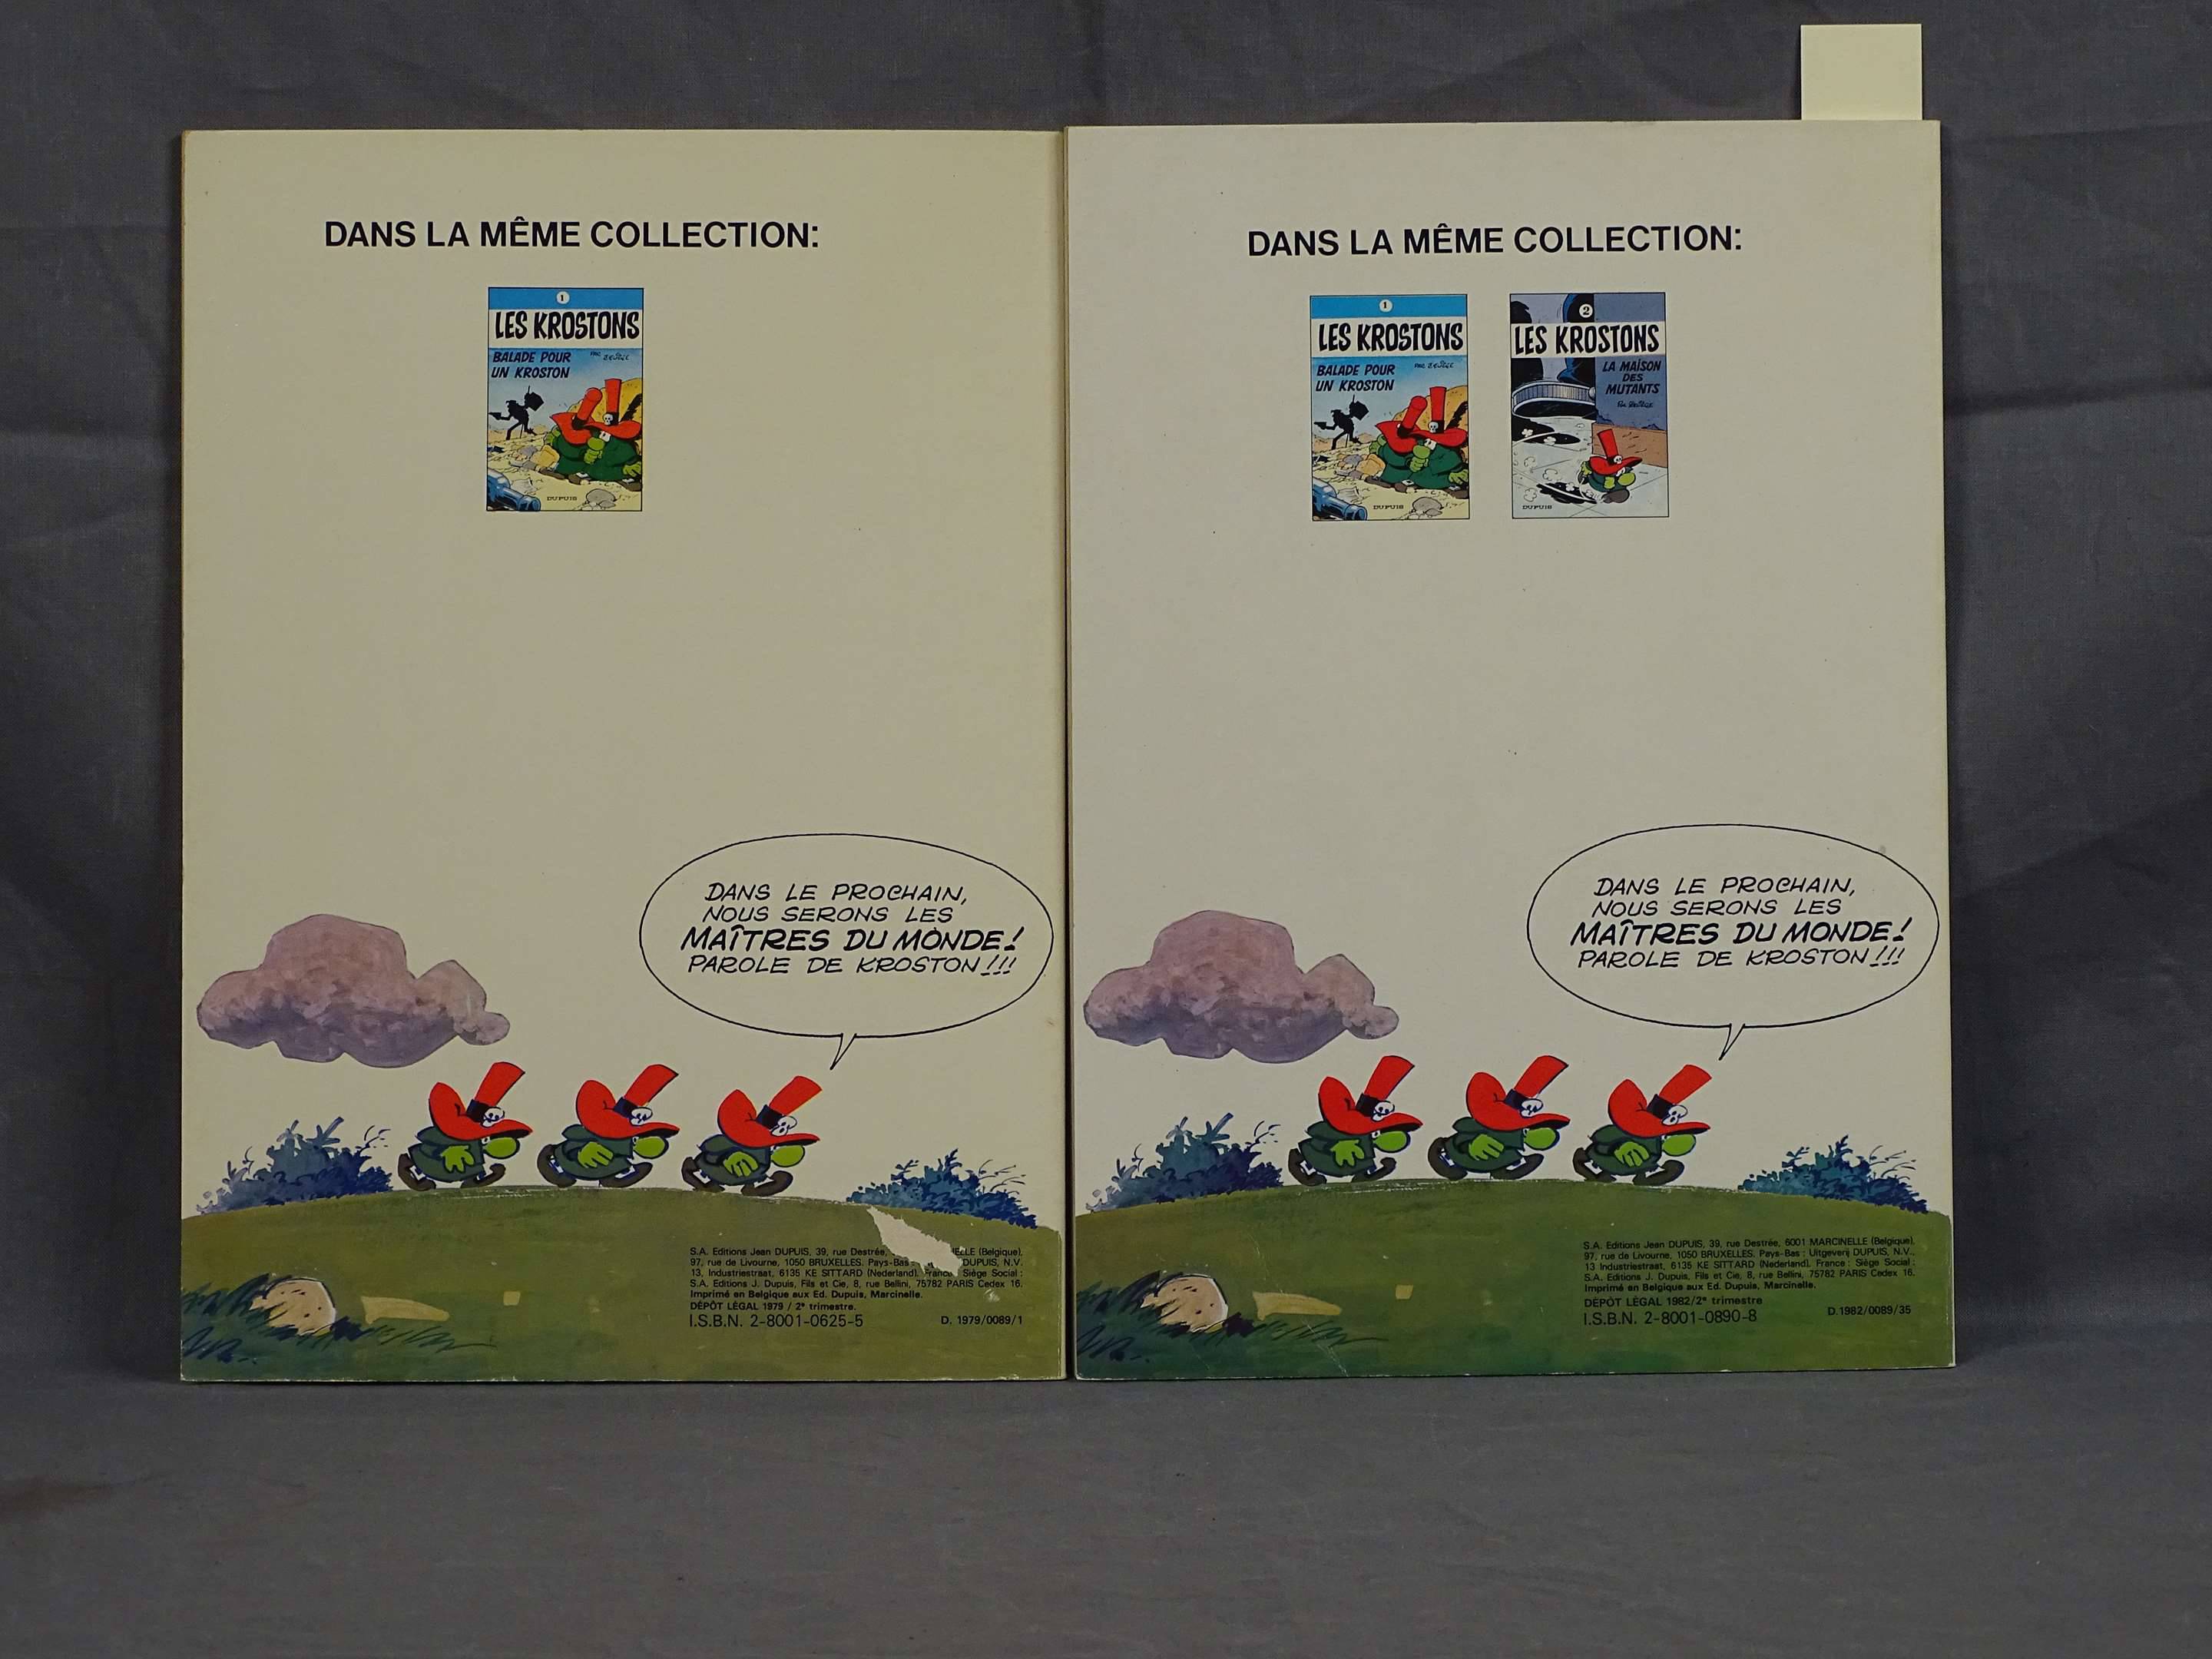 DANS LA MÊME COLLECTION:
1
LES KROSTONS
BALADE POUR
UN KROSTON
PAR
DUPUIS
DANS LE PROCHAIN,
NOUS SERONS LES
MAÎTRES DU MONDE!
PAROLE DE KROSTON!!!
S.A. Editions Jean DUPUIS, 39, rue Destrée, ELLE (Belgique).
97, rue de Livourne, 1050 BRUXELLES. Pays-Bas DUPUIS, N.V.
13, Industriestraat, 6135 KE SITTARD (Nederland). France Siège Social :
S.A. Editions J. Dupuis, Fils et Cie, 8, rue Bellini, 75782 PARIS Cedex 16.
Imprimé en Belgique aux Ed. Dupuis, Marcinelle.
DÉPÔT LÉGAL 1979 / 2e trimestre.
I.S.B.N. 2-8001-0625-5 D. 1979/0089/1
DANS LA MÊME COLLECTION:
1
LES KROSTONS
BALADE POUR
UN KROSTON
PAR
DUPUIS
2
LES KROSTONS
LA MAISON
DES
MUTANTS
DUPUIS
DANS LE PROCHAIN,
NOUS SERONS LES
MAÎTRES DU MONDE!
PAROLE DE KROSTON!!!
S.A. Editions Jean DUPUIS, 39, rue Destrée, 6001 MARCINELLE (Belgique).
97, rue de Livourne, 1050 BRUXELLES. Pays-Bas : Uitgeverij DUPUIS, N.V.,
13 Industriestraat, 6135 KE SITTARD (Nederland). France : Siège Social :
S.A. Editions J. Dupuis, Fils et Cie, 8, rue Bellini, 75782 PARIS Cedex 16.
Imprimé en Belgique aux Ed. Dupuis, Marcinelle.
DÉPÔT LÉGAL 1982/2e trimestre
I.S.B.N. 2-8001-0890-8 D.1982/0089/35